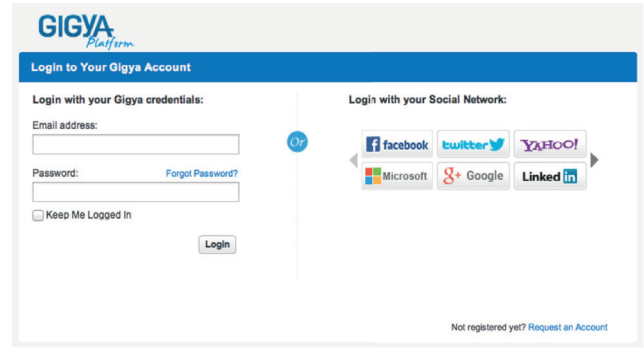 GIGYA
Platform
Login to Your Gigya Account
Login with your Gigya credentials:
Email address:
Password: Forgot Password?
Keep Me Logged In
Login
Or
Login with your Social Network:
facebook twitter YAHOO!
Microsoft g+ Google Linked in
Not registered yet? Request an Account